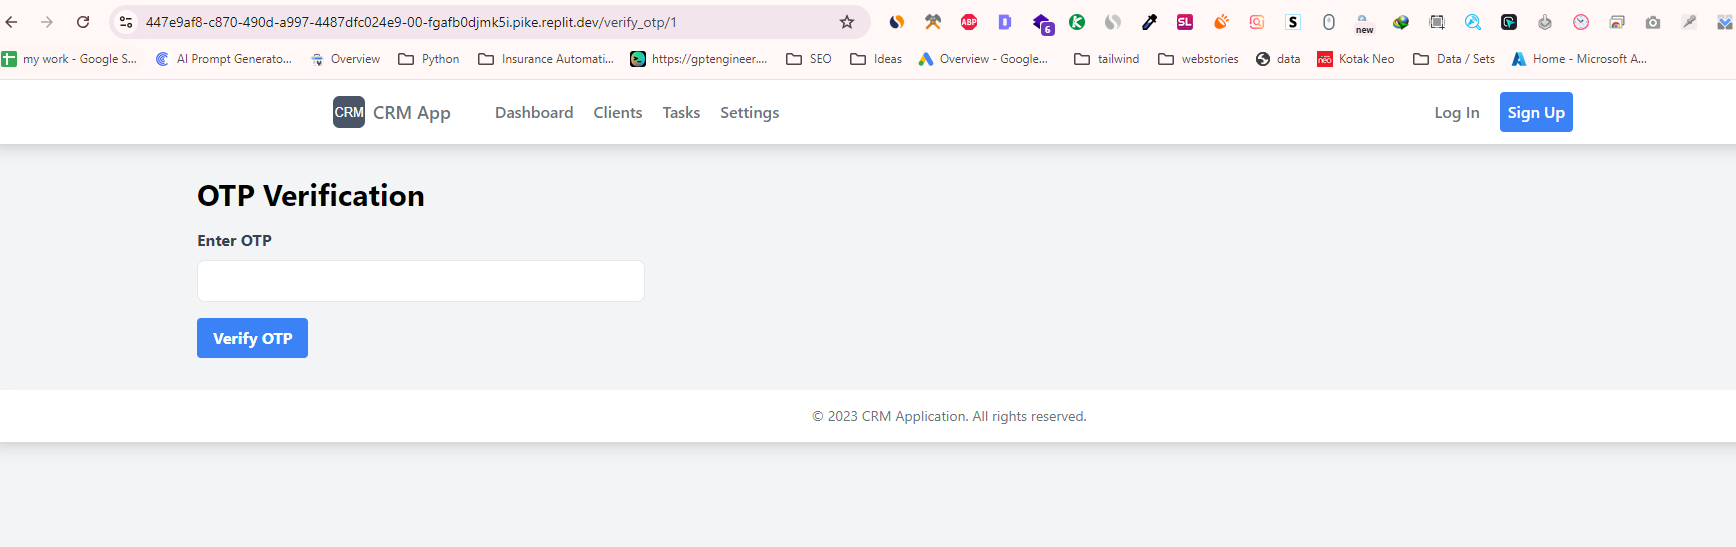 447e9af8-c870-490d-a997-4487dfc024e9-00-fgafb0djmk5i.pike.replit.dev/verify_otp/1
ABP
6
SL
S
new
my work - Google S...
AI Prompt Generato...
Overview
Python
Insurance Automati...
https://gptengineer....
SEO
Ideas
Overview - Google...
tailwind
webstories
data
neo
Kotak Neo
Data / Sets
Home - Microsoft A...
CRM
CRM App
Dashboard
Clients
Tasks
Settings
Log In
Sign Up
OTP Verification
Enter OTP
Verify OTP
© 2023 CRM Application. All rights reserved.